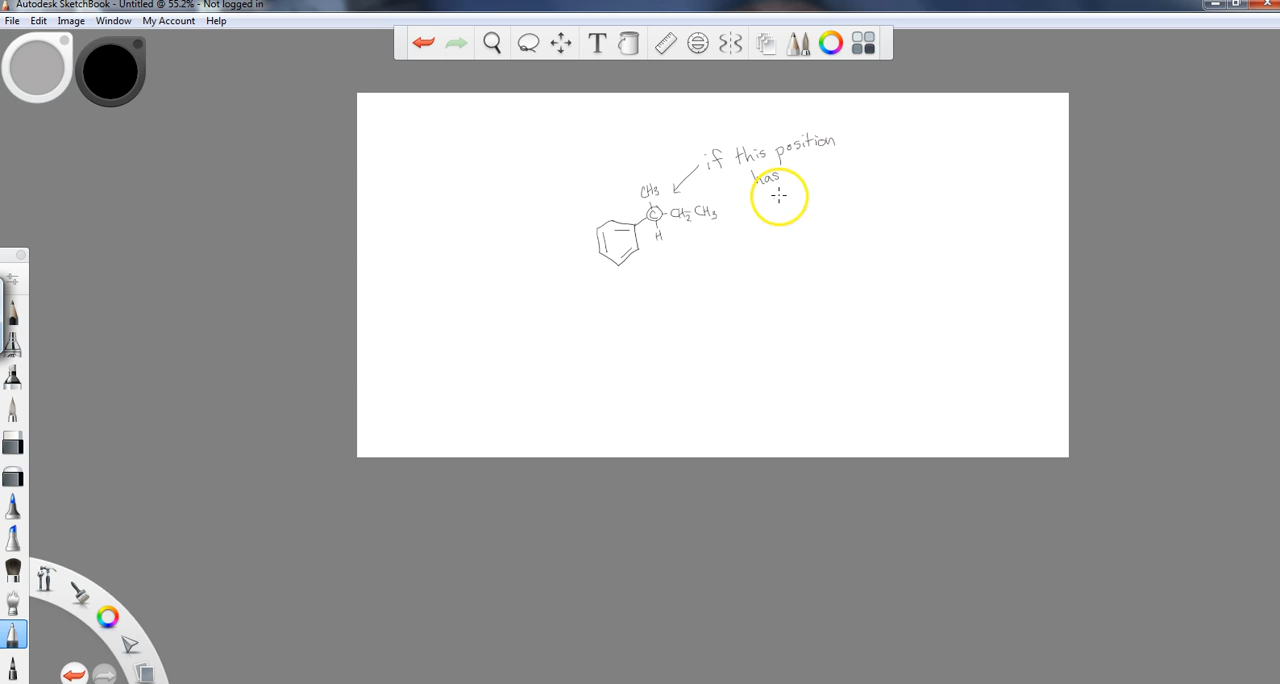 Autodesk SketchBook - Untitled @ 55.2% - Not logged in
File Edit Image Window My Account Help
T
if this position
has
CH3
C - CH2 CH3
H